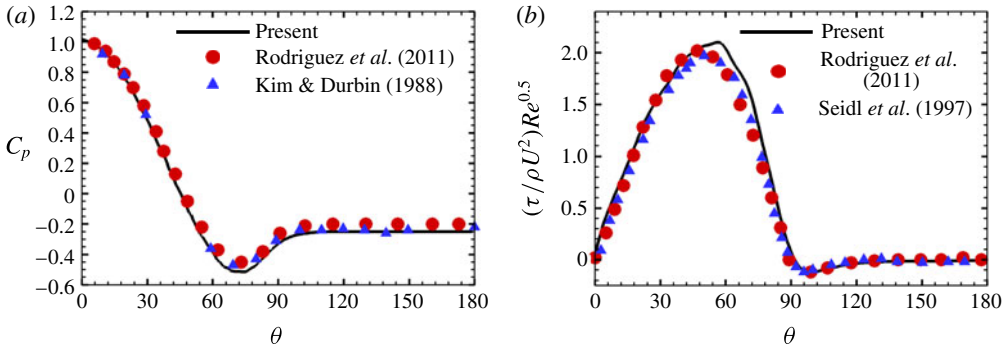 (a)
Present
Rodriguez et al. (2011)
Kim & Durbin (1988)
1.2
1.0
0.8
0.6
0.4
0.2
0
−0.2
−0.4
−0.6
C_p
0 30 60 90 120 150 180
θ
(b)
Present
Rodriguez et al.
(2011)
Seidl et al. (1997)
2.0
1.5
1.0
0.5
0
(τ/ρU²)Re^0.5
0 30 60 90 120 150 180
θ